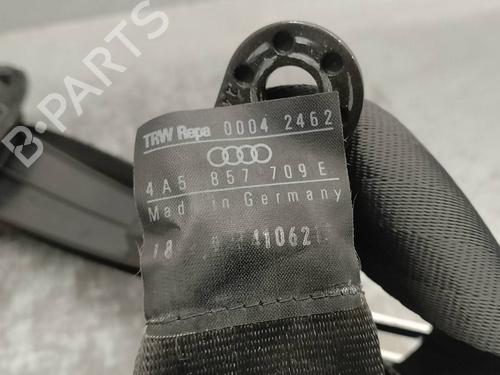 TRW Repa 0004 2462
4A5 857 709 E
Made in Germany
B-PARTS